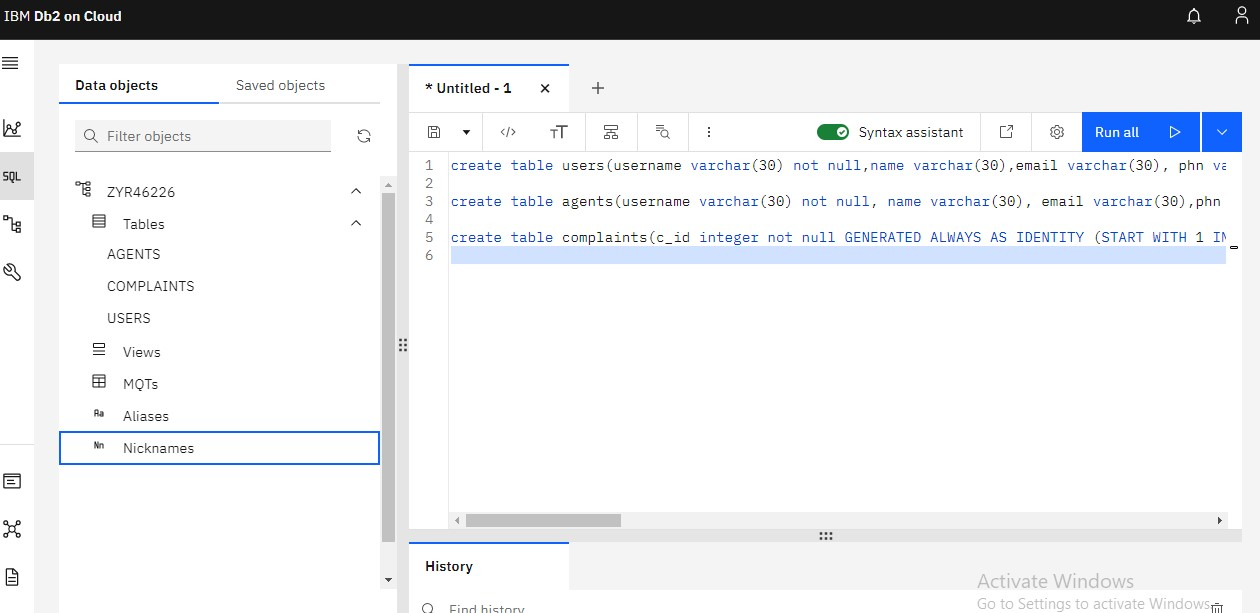 IBM Db2 on Cloud
Data objects
Saved objects
Filter objects
ZYR46226
Tables
AGENTS
COMPLAINTS
USERS
Views
MQTs
Aa
Aliases
Nn
Nicknames
SQL
* Untitled - 1
Syntax assistant
Run all
1 create table users(username varchar(30) not null,name varchar(30),email varchar(30), phn va
2
3 create table agents(username varchar(30) not null, name varchar(30), email varchar(30),phn
4
5 create table complaints(c_id integer not null GENERATED ALWAYS AS IDENTITY (START WITH 1 IN
6
History
Find history
Activate Windows
Go to Settings to activate Windows.